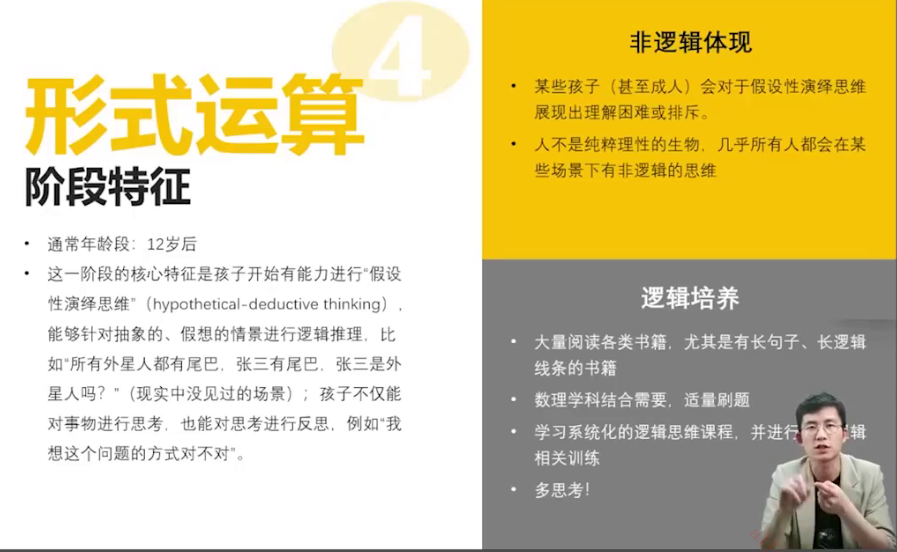 4
形式运算
阶段特征
• 通常年龄段：12岁后
• 这一阶段的核心特征是孩子开始有能力进行“假设
性演绎思维”（hypothetical-deductive thinking），
能够针对抽象的、假想的情景进行逻辑推理，比
如“所有外星人都有尾巴，张三有尾巴，张三是外
星人吗？”（现实中没见过的场景）；孩子不仅能
对事物进行思考，也能对思考进行反思，例如“我
想这个问题的方式对不对”。
非逻辑体现
• 某些孩子（甚至成人）会对于假设性演绎思维
展现出理解困难或排斥。
• 人不是纯粹理性的生物，几乎所有人都会在某
些场景下有非逻辑的思维
逻辑培养
• 大量阅读各类书籍，尤其是有长句子、长逻辑
线条的书籍
• 数理学科结合需要，适量刷题
• 学习系统化的逻辑思维课程，并进行 辑
相关训练
• 多思考！